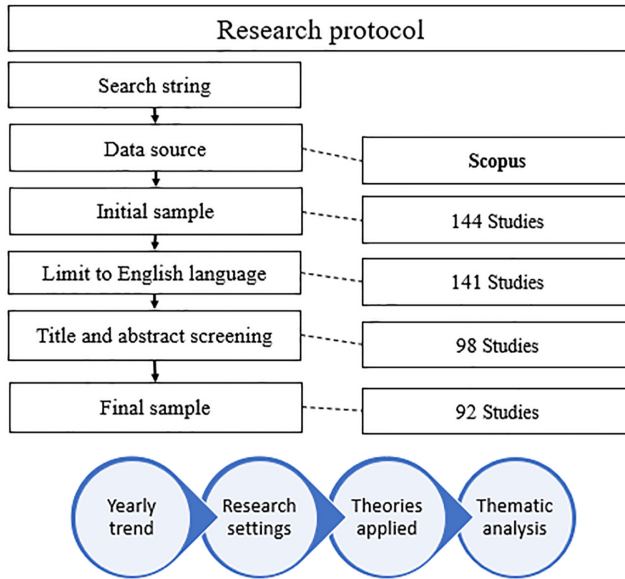 Research protocol
Search string
Data source
Scopus
Initial sample
144 Studies
Limit to English language
141 Studies
Title and abstract screening
98 Studies
Final sample
92 Studies
Yearly
trend
Research
settings
Theories
applied
Thematic
analysis